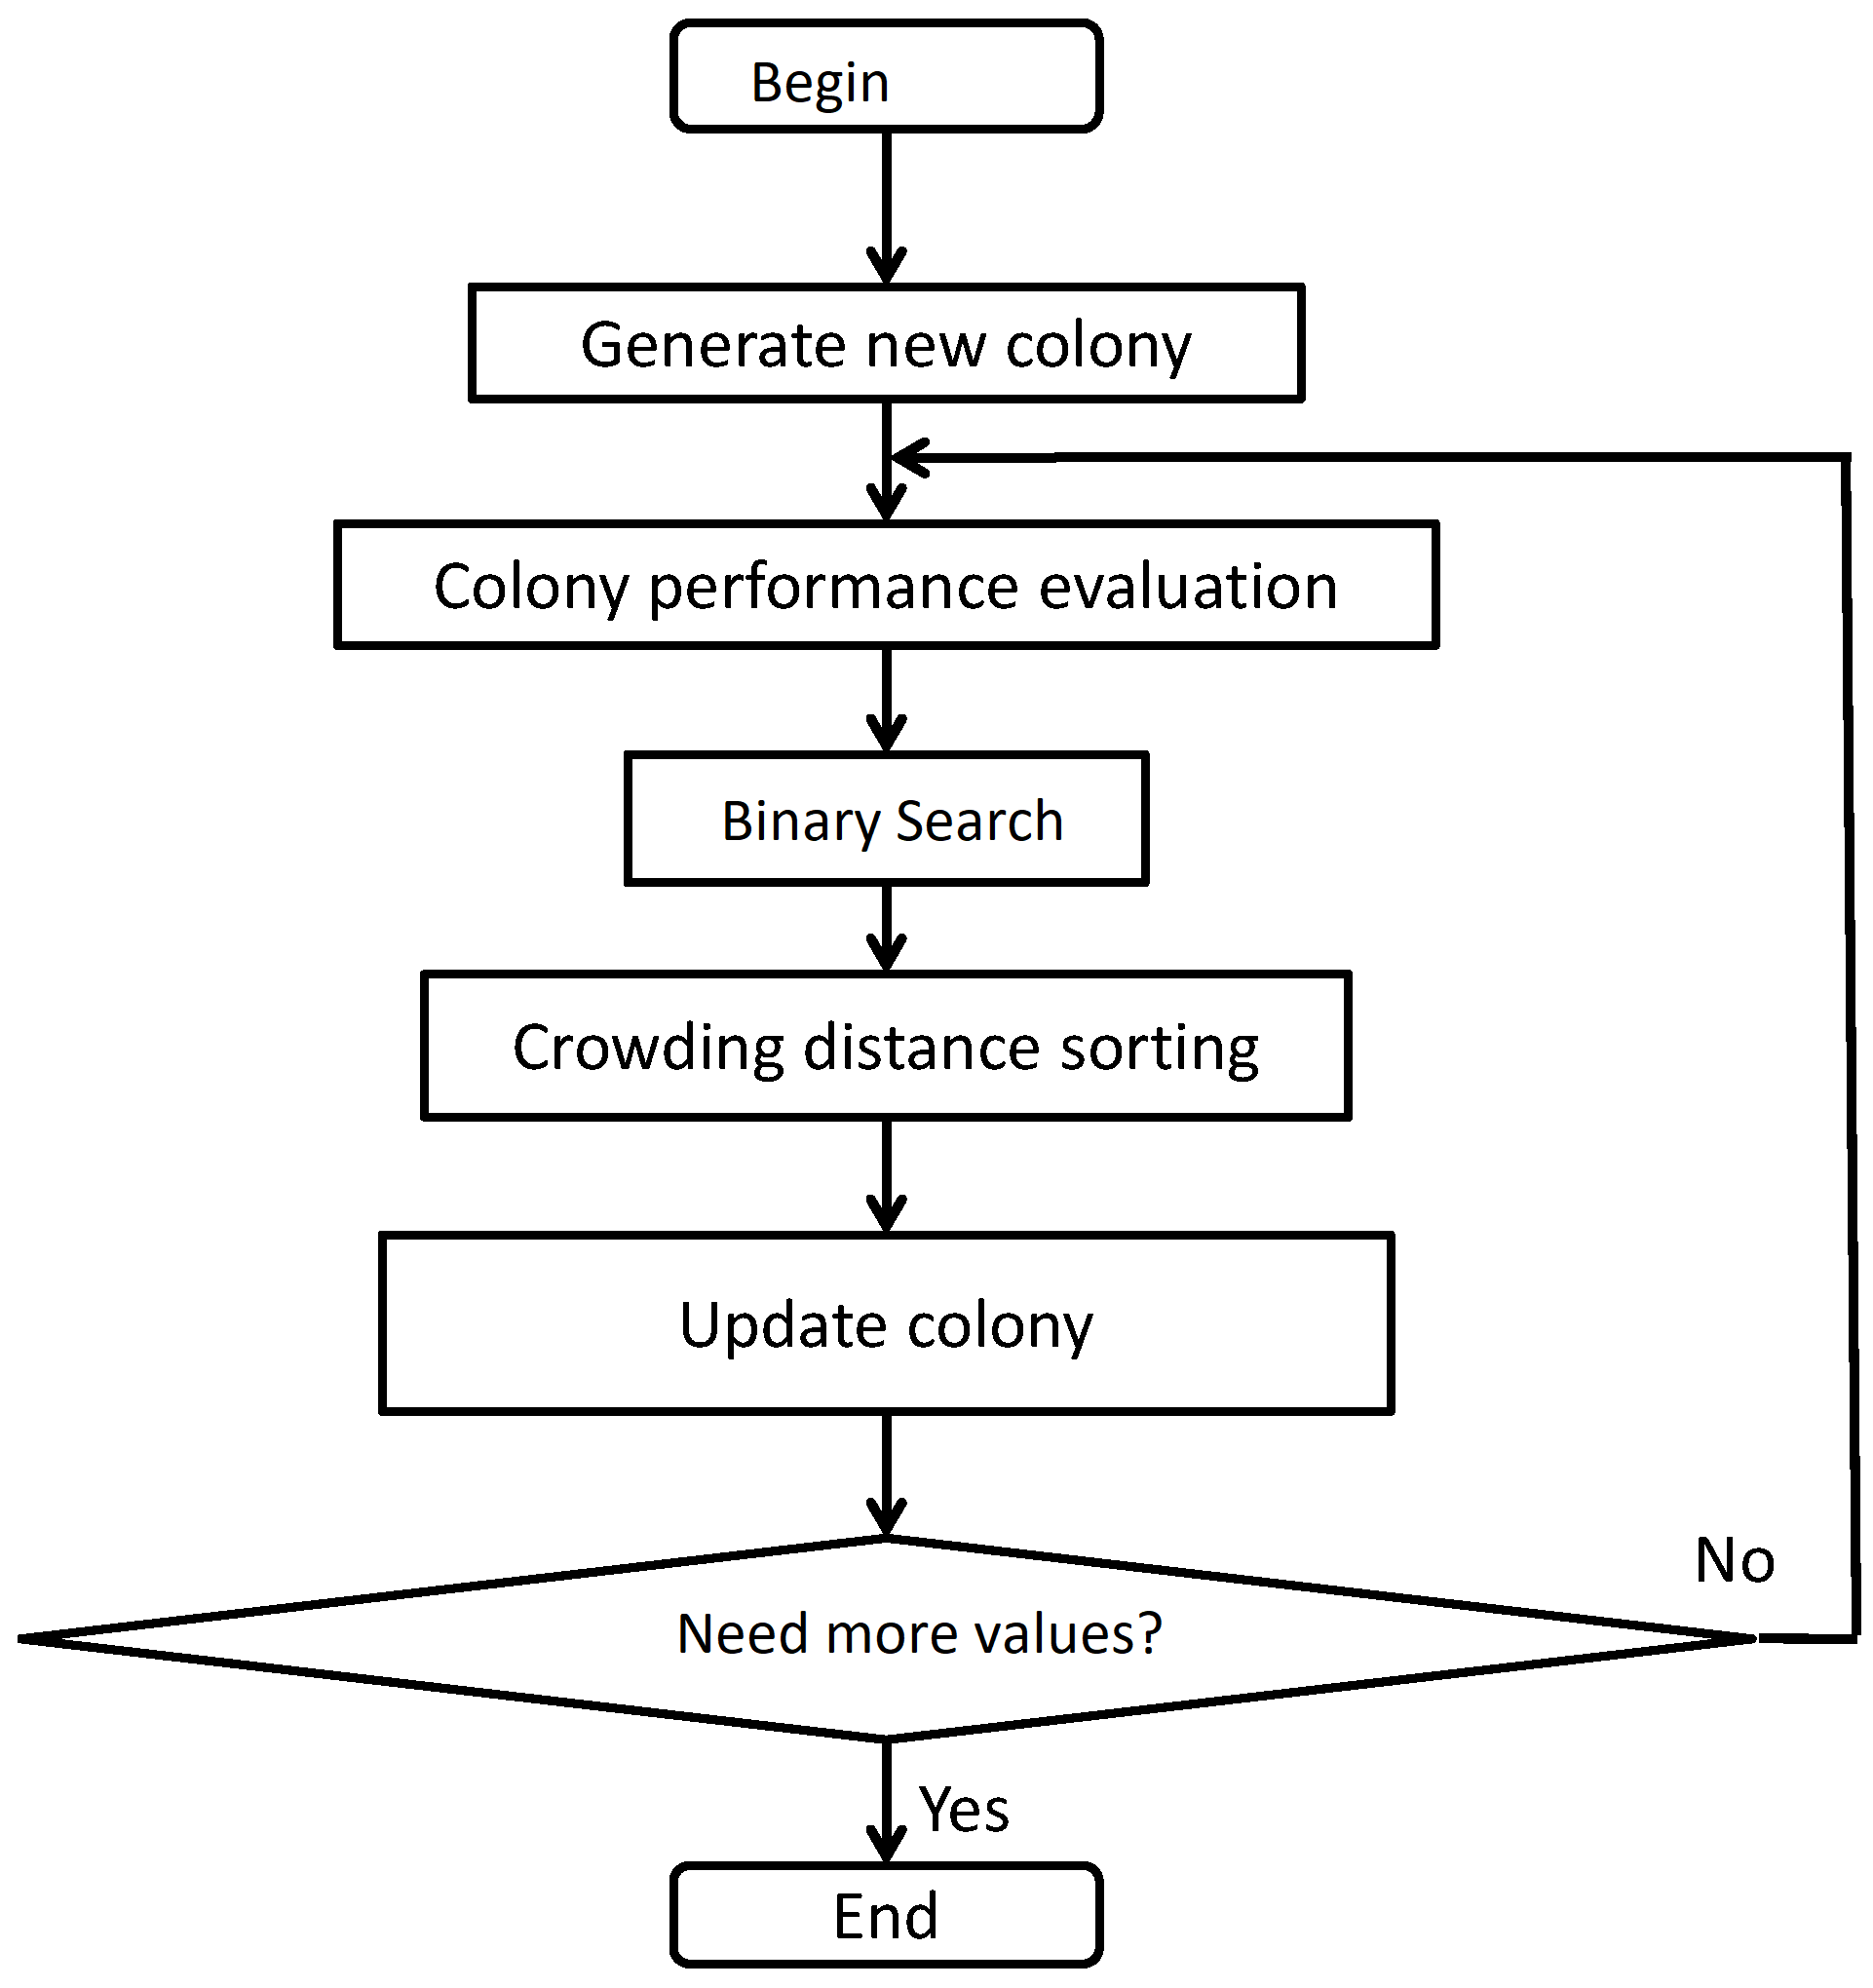 Begin
Generate new colony
Colony performance evaluation
Binary Search
Crowding distance sorting
Update colony
No
Need more values?
Yes
End